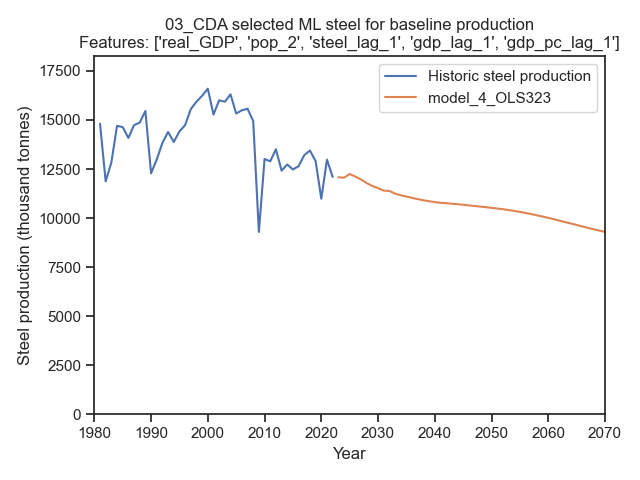 03_CDA selected ML steel for baseline production
Features: ['real_GDP', 'pop_2', 'steel_lag_1', 'gdp_lag_1', 'gdp_pc_lag_1']
Historic steel production
model_4_OLS323
Steel production (thousand tonnes)
17500
15000
12500
10000
7500
5000
2500
0
1980 1990 2000 2010 2020 2030 2040 2050 2060 2070
Year